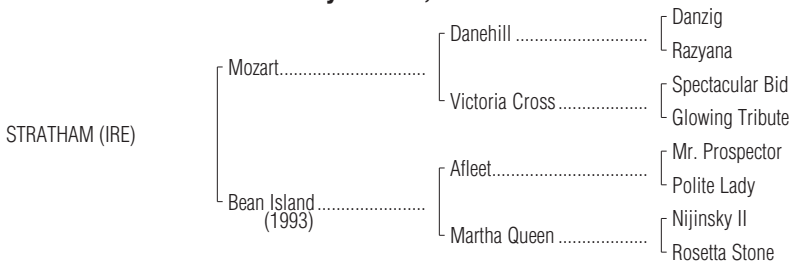 Danzig
Danehill ..............................
Razyana
Mozart.............................
Spectacular Bid
Victoria Cross ....................
Glowing Tribute
STRATHAM (IRE)
Mr. Prospector
Afleet...................................
Polite Lady
Bean Island......................
(1993)
Nijinsky II
Martha Queen ....................
Rosetta Stone